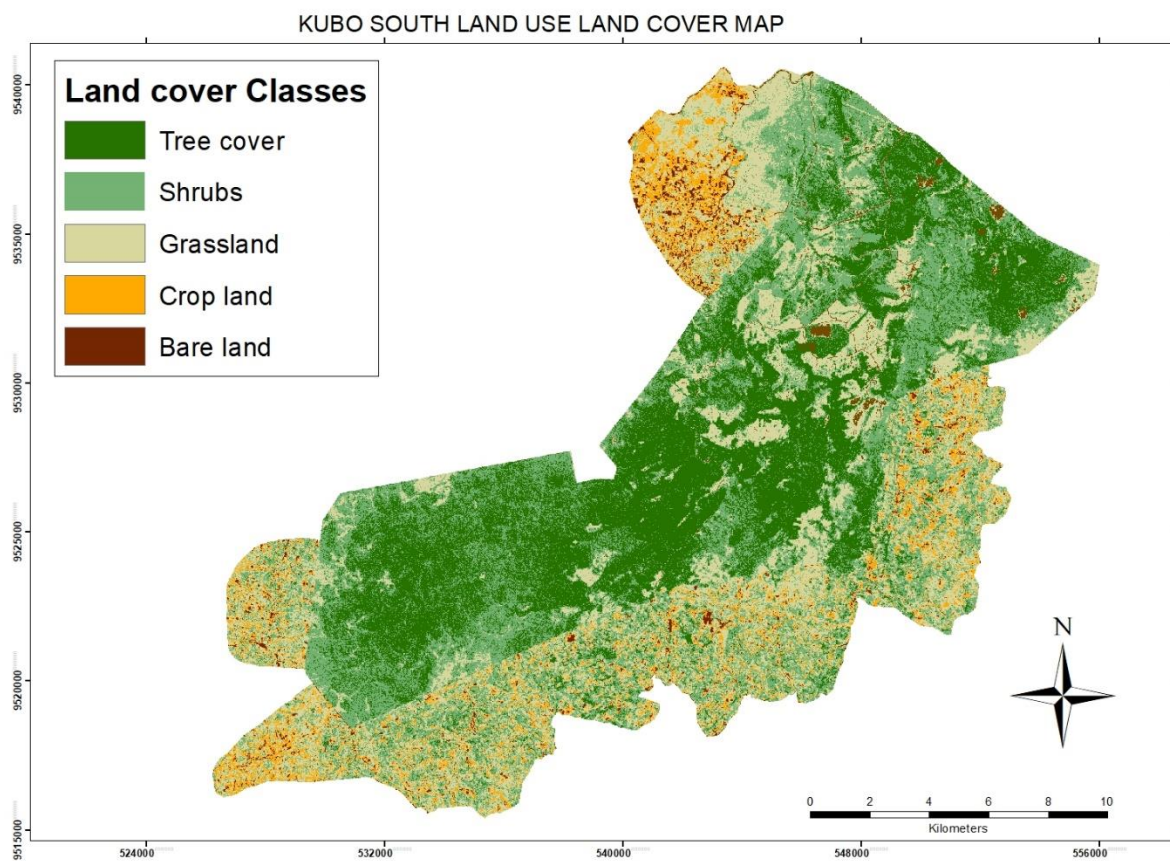 KUBO SOUTH LAND USE LAND COVER MAP
Land cover Classes
Tree cover
Shrubs
Grassland
Crop land
Bare land
9540000
9535000
9530000
9525000
9520000
9515000
N
0 2 4 6 8 10
Kilometers
524000 532000 540000 548000 556000